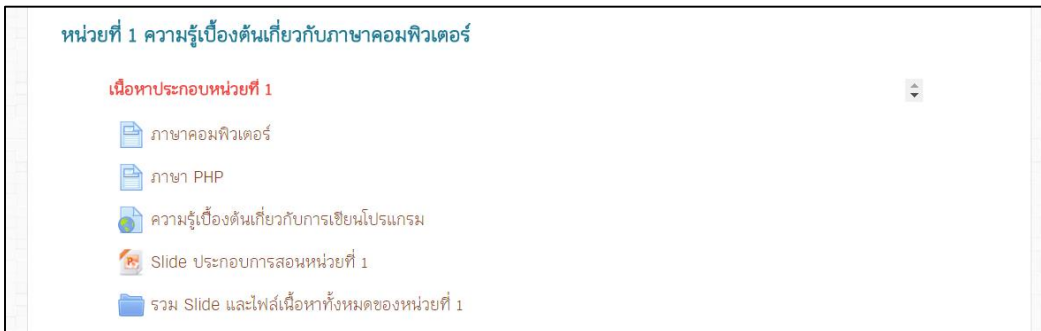 หน่วยที่ 1 ความรู้เบื้องต้นเกี่ยวกับภาษาคอมพิวเตอร์
เนื้อหาประกอบหน่วยที่ 1
ภาษาคอมพิวเตอร์
ภาษา PHP
ความรู้เบื้องต้นเกี่ยวกับการเขียนโปรแกรม
Slide ประกอบการสอนหน่วยที่ 1
รวม Slide และไฟล์เนื้อหาทั้งหมดของหน่วยที่ 1